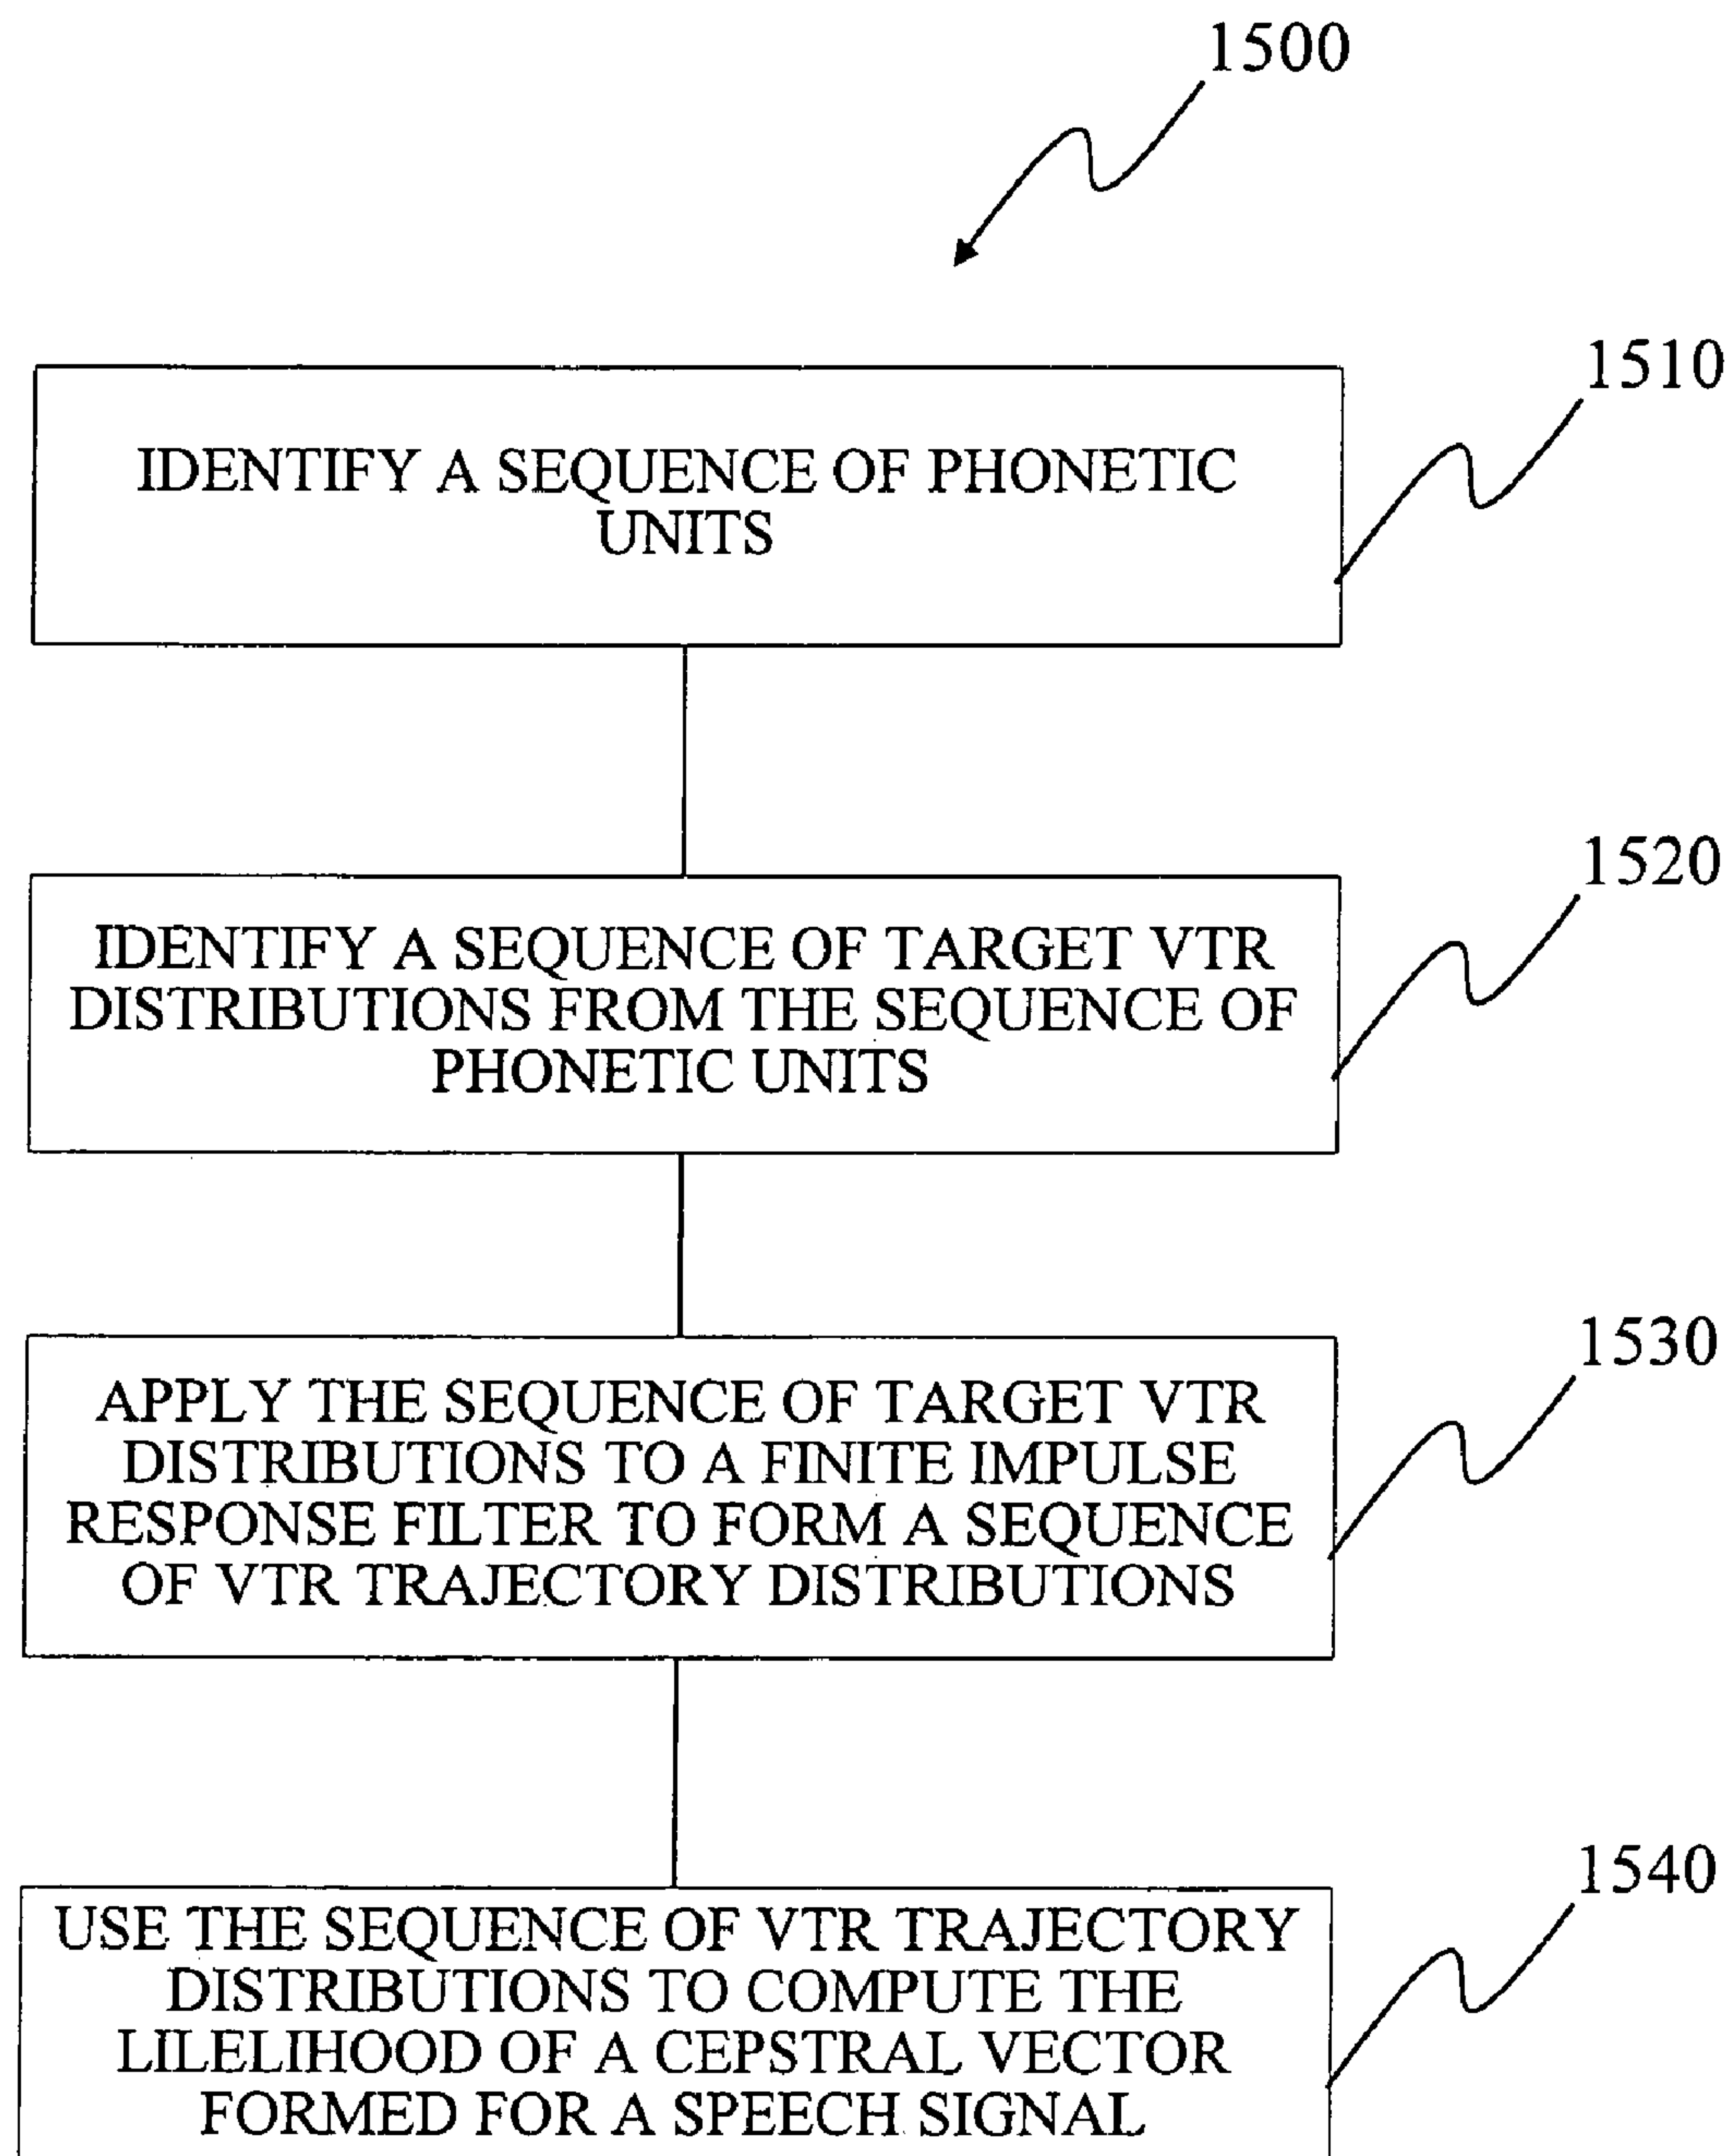 1500
1510
IDENTIFY A SEQUENCE OF PHONETIC
UNITS
1520
IDENTIFY A SEQUENCE OF TARGET VTR
DISTRIBUTIONS FROM THE SEQUENCE OF
PHONETIC UNITS
1530
APPLY THE SEQUENCE OF TARGET VTR
DISTRIBUTIONS TO A FINITE IMPULSE
RESPONSE FILTER TO FORM A SEQUENCE
OF VTR TRAJECTORY DISTRIBUTIONS
1540
USE THE SEQUENCE OF VTR TRAJECTORY
DISTRIBUTIONS TO COMPUTE THE
LILELIHOOD OF A CEPSTRAL VECTOR
FORMED FOR A SPEECH SIGNAL